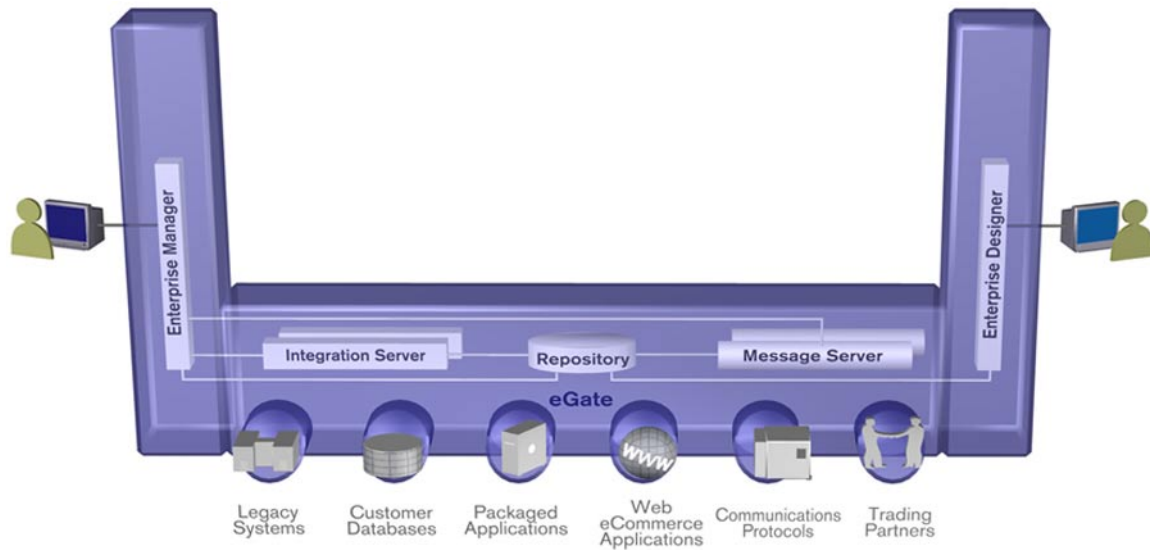 Enterprise Manager
Enterprise Designer
Integration Server
Repository
Message Server
eGate
www
Legacy
Systems
Customer
Databases
Packaged
Applications
Web
eCommerce
Applications
Communications
Protocols
Trading
Partners